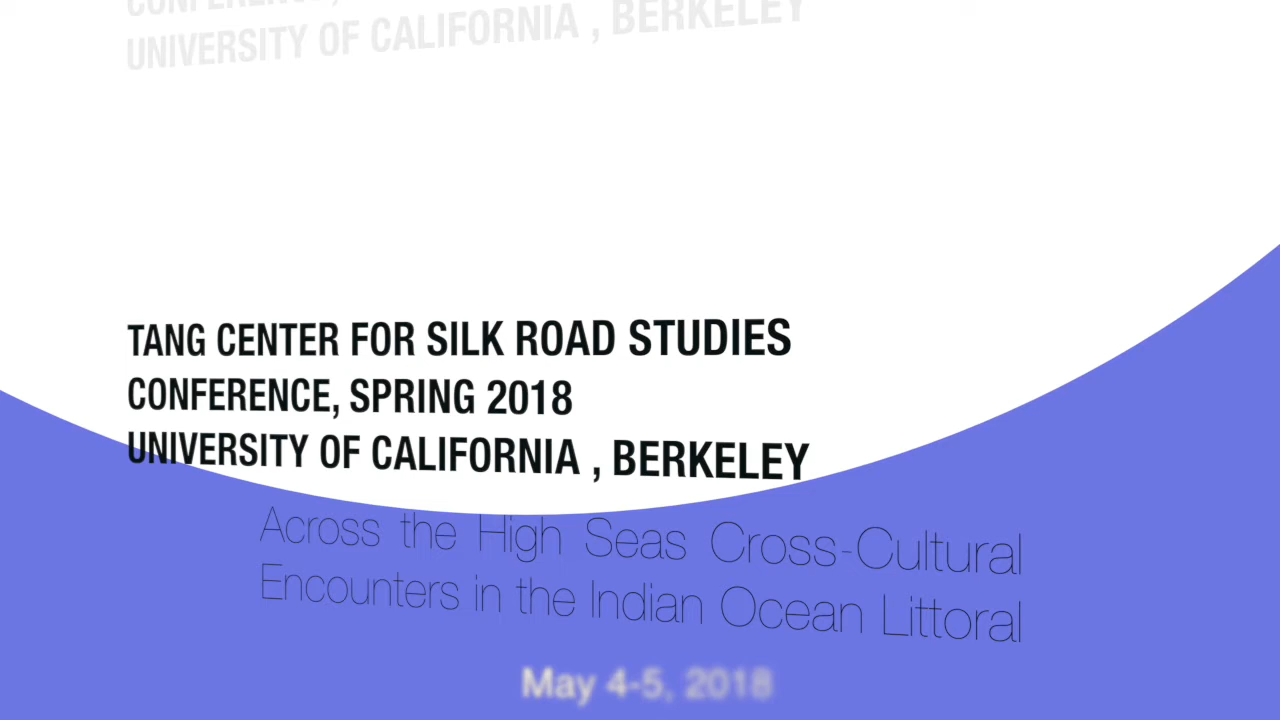 CONFERENCE,
UNIVERSITY OF CALIFORNIA , BERKELEY
TANG CENTER FOR SILK ROAD STUDIES
CONFERENCE, SPRING 2018
UNIVERSITY OF CALIFORNIA , BERKELEY
Across the High Seas Cross-Cultural
Encounters in the Indian Ocean Littoral
May 4-5, 2018